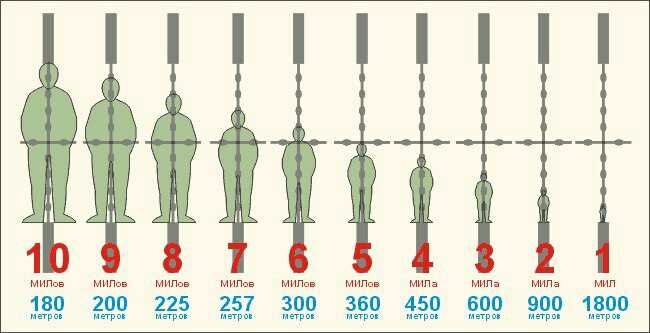 10 9 8 7 6 5 4 3 2 1
МИЛов МИЛов МИЛов МИЛов МИЛов МИЛов МИЛа МИЛа МИЛа МИЛ
180 200 225 257 300 360 450 600 900 1800
метров метров метров метров метров метров метров метров метров метров